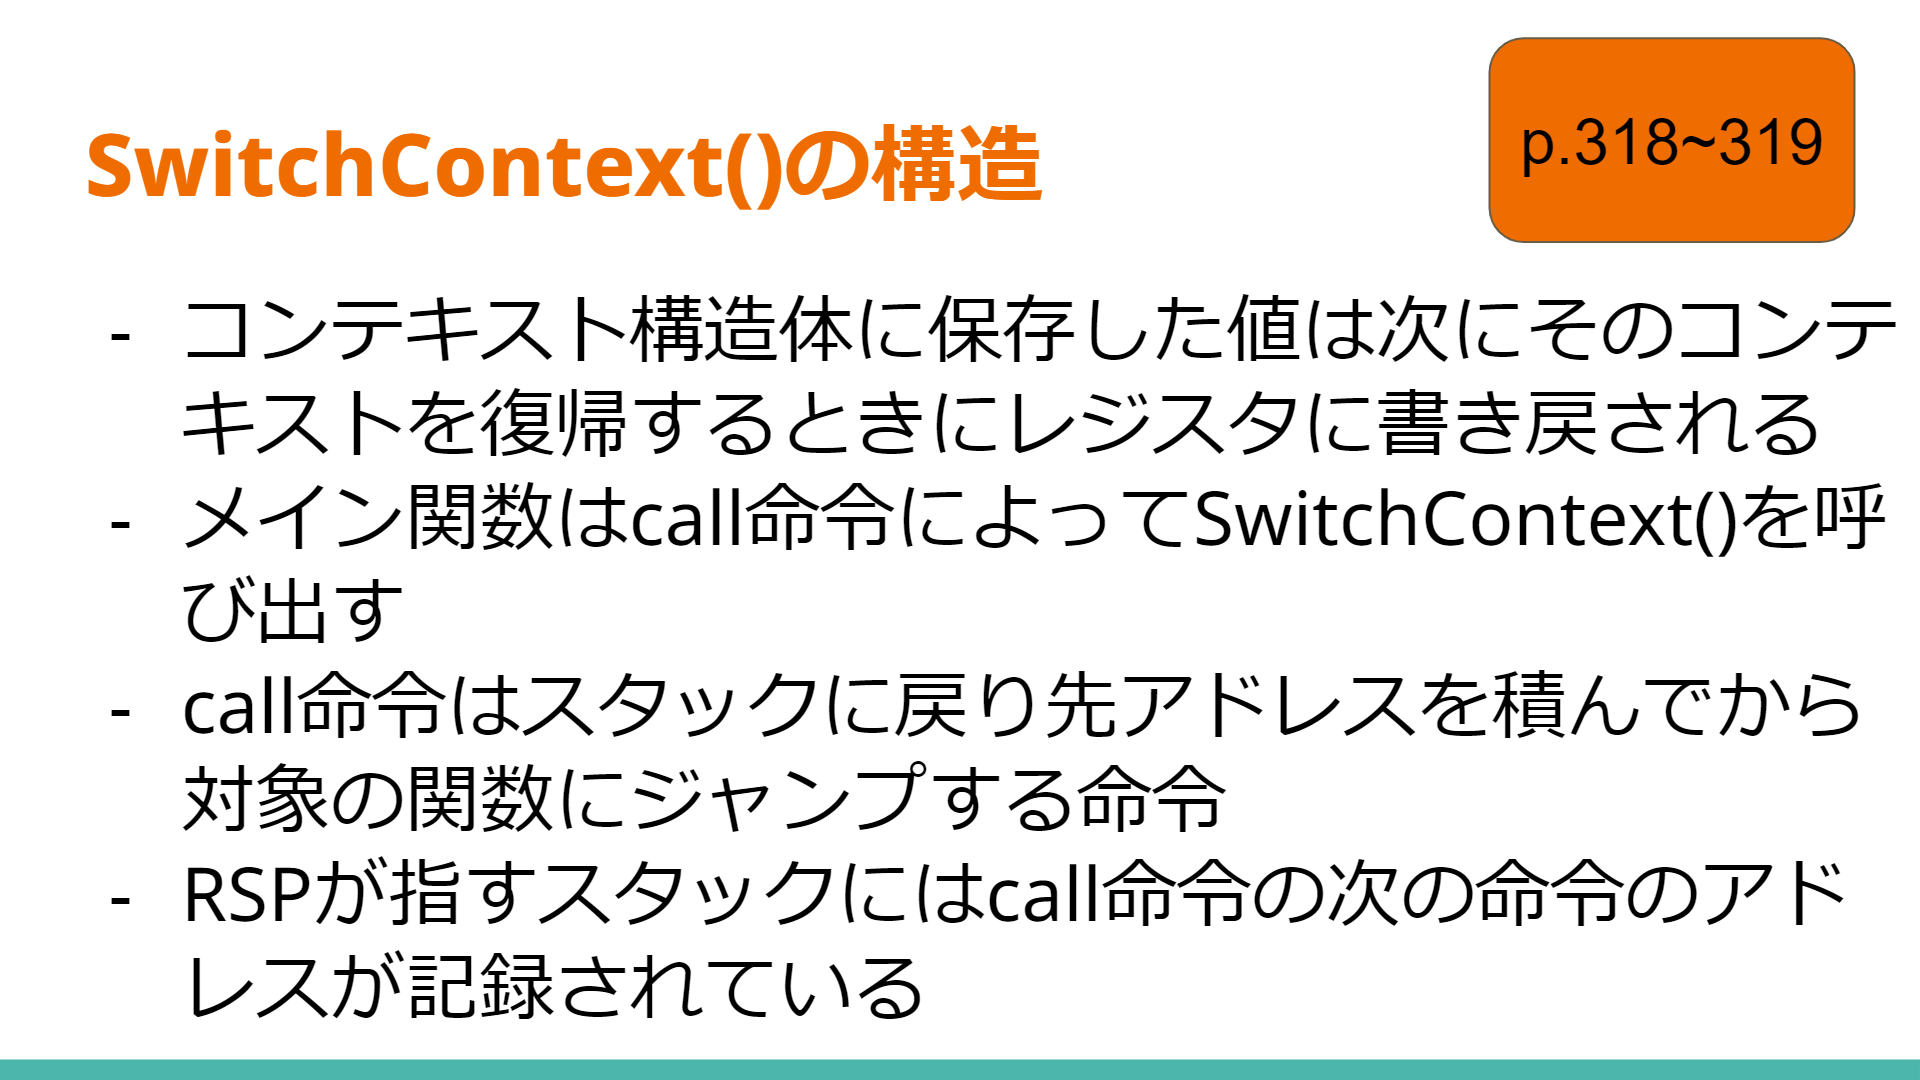 SwitchContext()の構造
p.318~319
- コンテキスト構造体に保存した値は次にそのコンテ
キストを復帰するときにレジスタに書き戻される
- メイン関数はcall命令によってSwitchContext()を呼
び出す
- call命令はスタックに戻り先アドレスを積んでから
対象の関数にジャンプする命令
- RSPが指すスタックにはcall命令の次の命令のアド
レスが記録されている